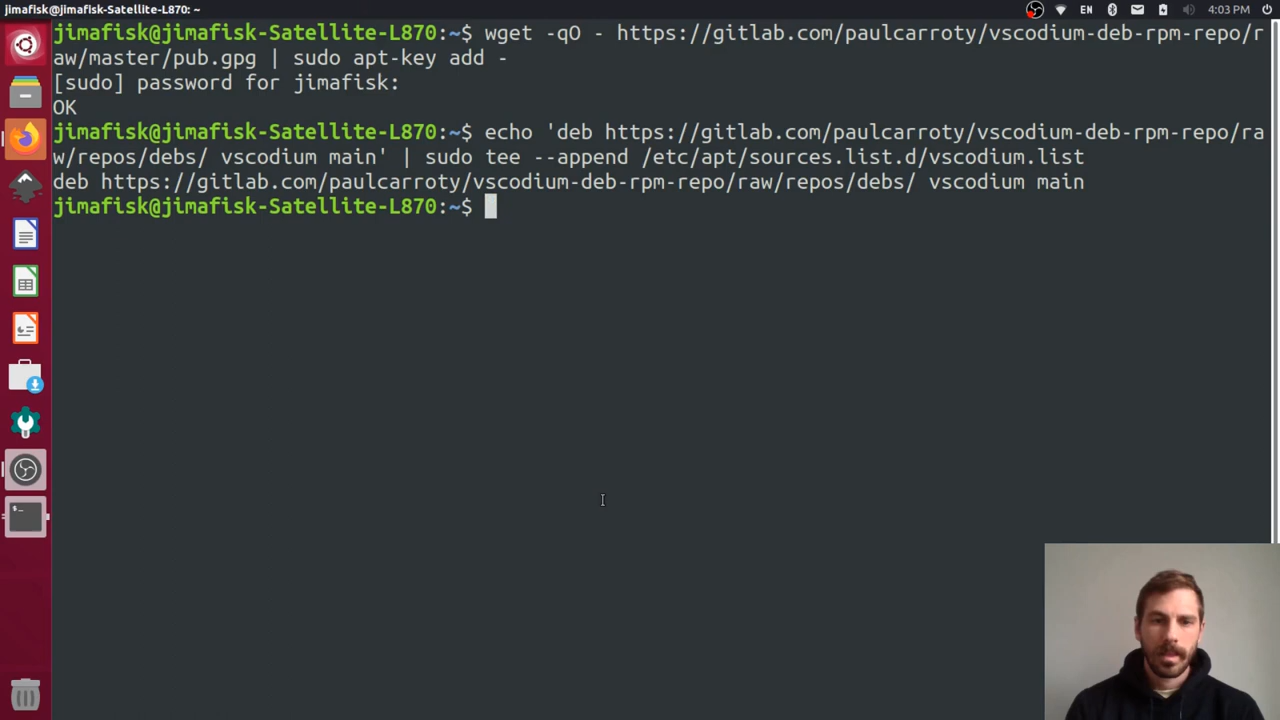 jimafisk@jimafisk-Satellite-L870: ~
EN
4:03 PM
jimafisk@jimafisk-Satellite-L870:~$ wget -qO - https://gitlab.com/paulcarroty/vscodium-deb-rpm-repo/r
aw/master/pub.gpg | sudo apt-key add -
[sudo] password for jimafisk:
OK
jimafisk@jimafisk-Satellite-L870:~$ echo 'deb https://gitlab.com/paulcarroty/vscodium-deb-rpm-repo/ra
w/repos/debs/ vscodium main' | sudo tee --append /etc/apt/sources.list.d/vscodium.list
deb https://gitlab.com/paulcarroty/vscodium-deb-rpm-repo/raw/repos/debs/ vscodium main
jimafisk@jimafisk-Satellite-L870:~$